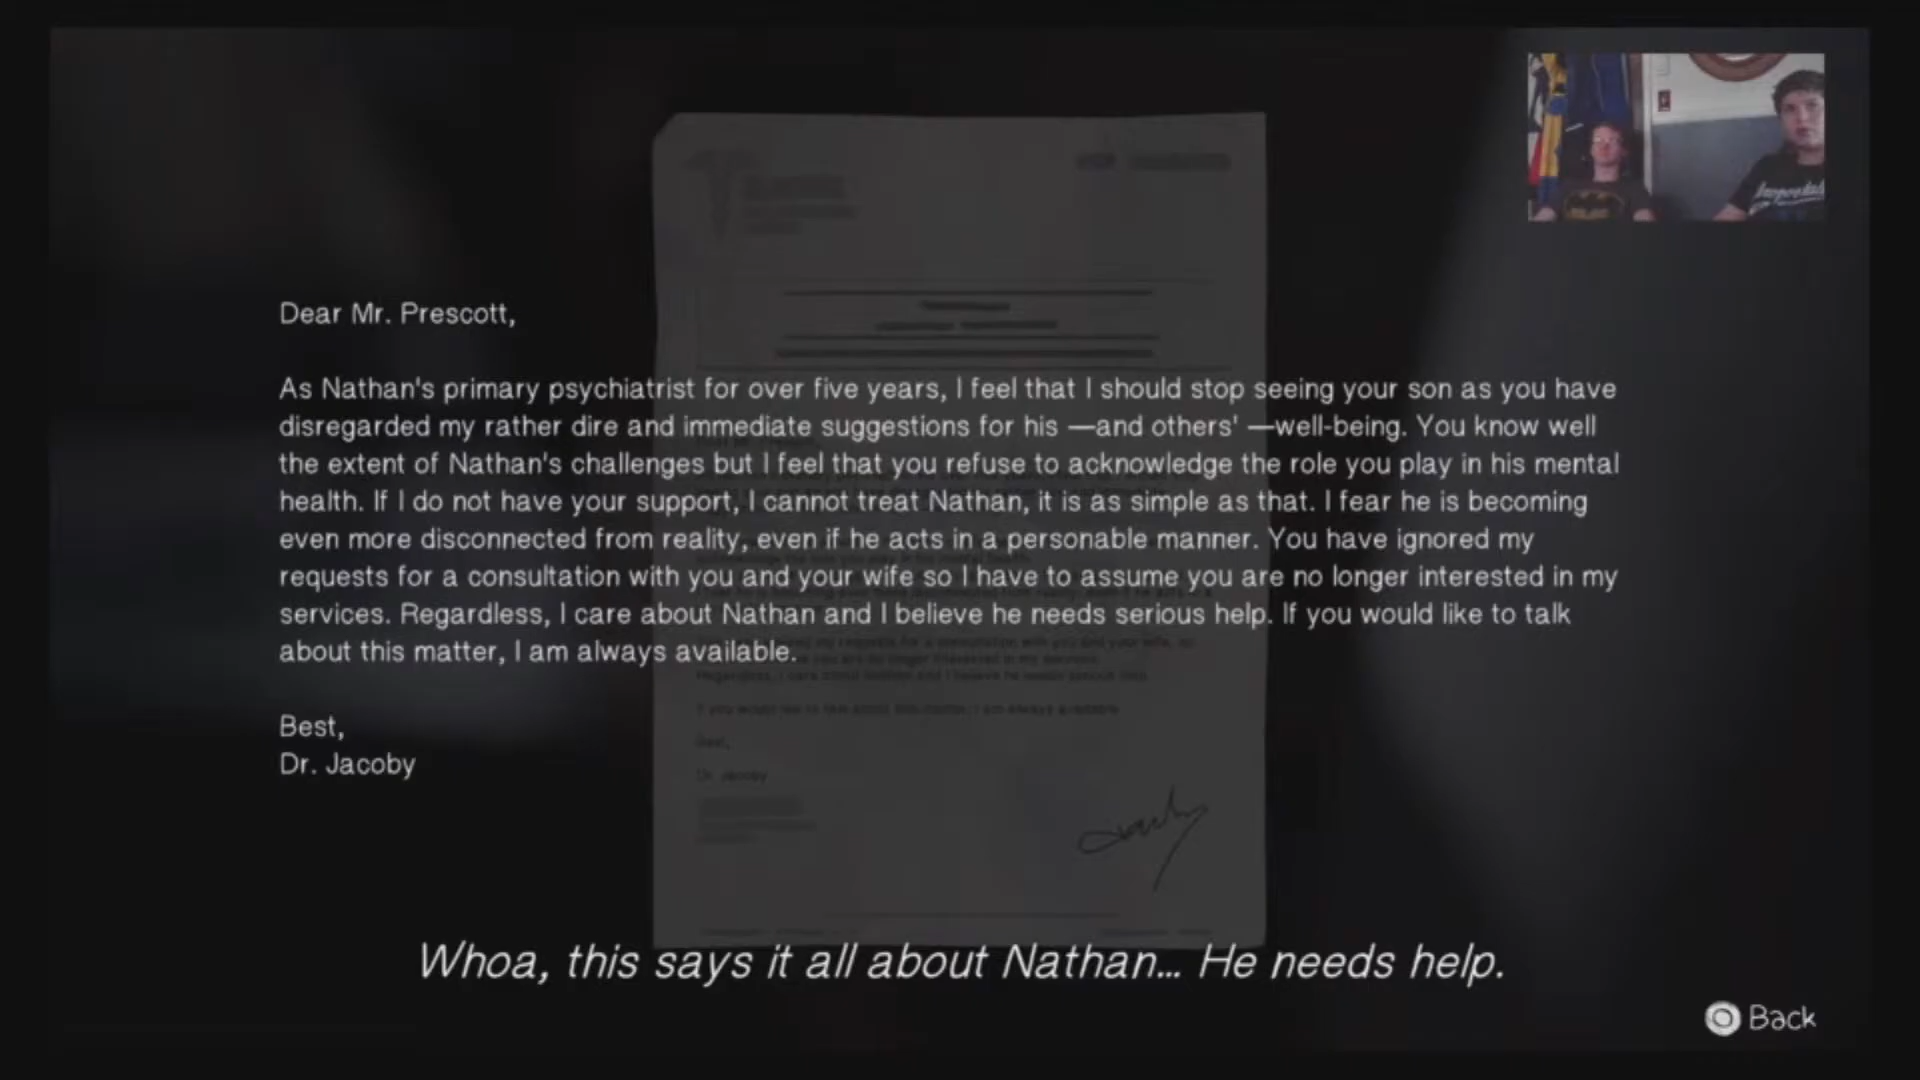 Dear Mr. Prescott,
As Nathan's primary psychiatrist for over five years, I feel that I should stop seeing your son as you have
disregarded my rather dire and immediate suggestions for his —and others' —well-being. You know well
the extent of Nathan's challenges but I feel that you refuse to acknowledge the role you play in his mental
health. If I do not have your support, I cannot treat Nathan, it is as simple as that. I fear he is becoming
even more disconnected from reality, even if he acts in a personable manner. You have ignored my
requests for a consultation with you and your wife so I have to assume you are no longer interested in my
services. Regardless, I care about Nathan and I believe he needs serious help. If you would like to talk
about this matter, I am always available.
Best,
Dr. Jacoby
Whoa, this says it all about Nathan... He needs help.
Back